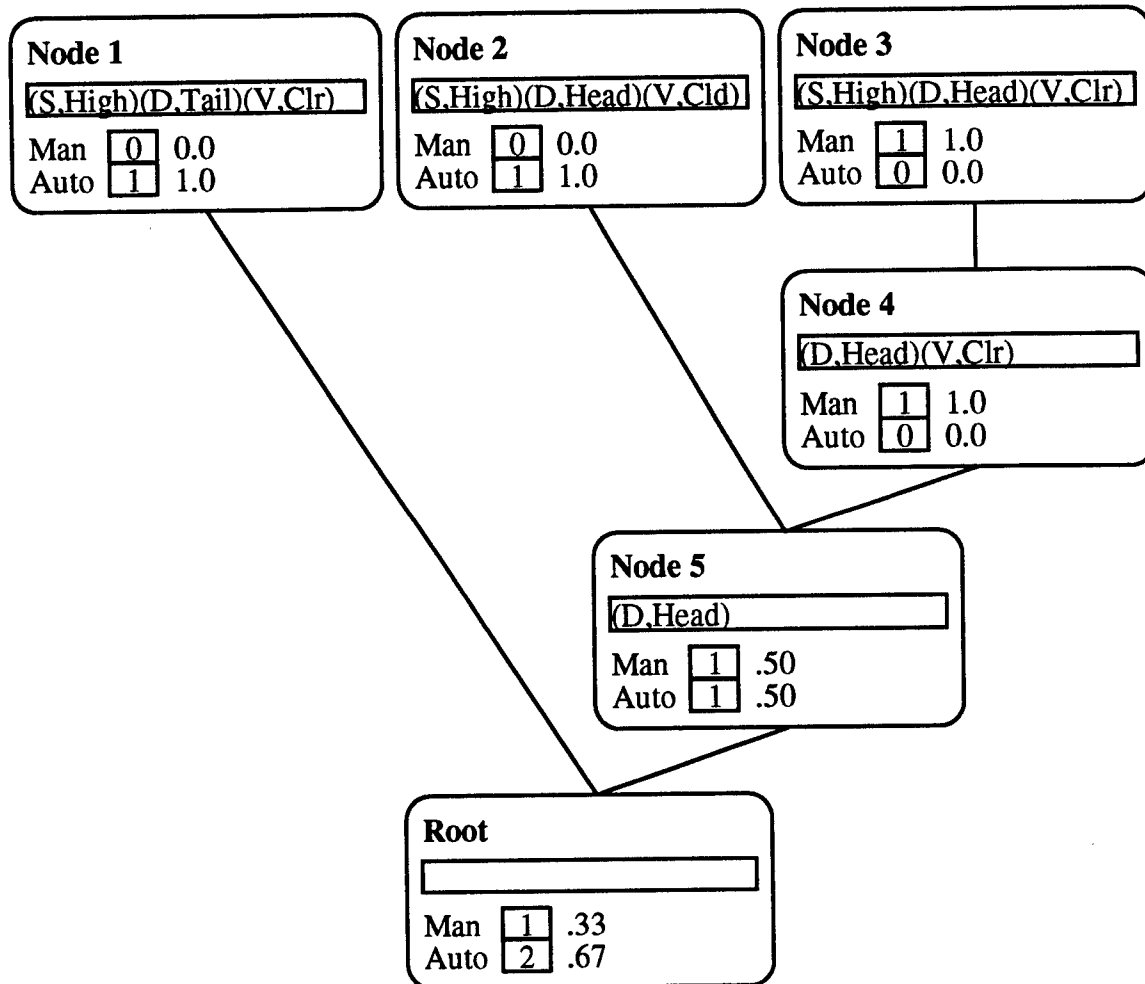 Node 1
(S,High)(D,Tail)(V,Clr)
Man 0 0.0
Auto 1 1.0
Node 2
(S,High)(D,Head)(V,Cld)
Man 0 0.0
Auto 1 1.0
Node 3
(S,High)(D,Head)(V,Clr)
Man 1 1.0
Auto 0 0.0
Node 4
(D,Head)(V,Clr)
Man 1 1.0
Auto 0 0.0
Node 5
(D,Head)
Man 1 .50
Auto 1 .50
Root
Man 1 .33
Auto 2 .67